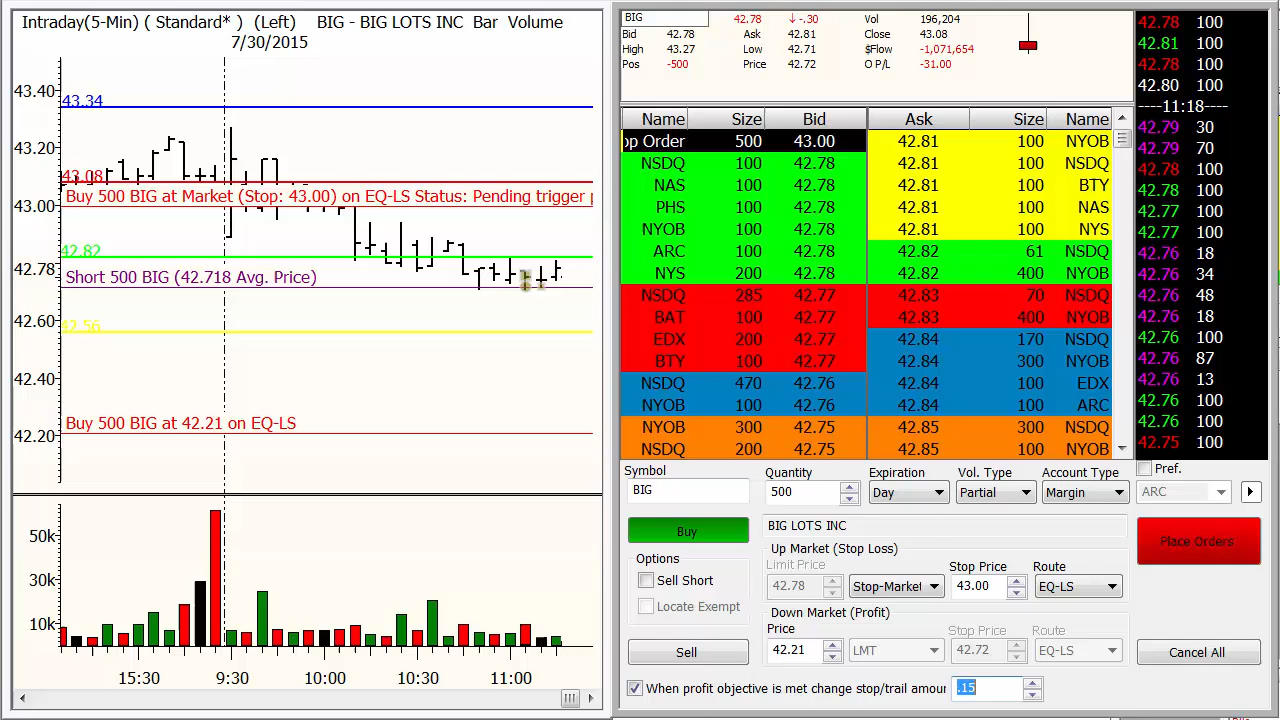 Intraday(5-Min) ( Standard* ) (Left) BIG - BIG LOTS INC Bar Volume
7/30/2015
43.40
43.34
43.20
43.08
Buy 500 BIG at Market (Stop: 43.00) on EQ-LS Status: Pending trigger
43.00
42.82
42.78
Short 500 BIG (42.718 Avg. Price)
42.60
42.56
42.40
Buy 500 BIG at 42.21 on EQ-LS
42.20
50k
30k
10k
15:30 9:30 10:00 10:30 11:00
BIG 42.78 ↓-.30 Vol 196,204
Bid 42.78 Ask 42.81 Close 43.08
High 43.27 Low 42.71 $Flow -1,071,654
Pos -500 Price 42.72 O P/L -31.00
Name Size Bid Ask Size Name
op Order 500 43.00 42.81 100 NYOB
NSDQ 100 42.78 42.81 100 NSDQ
NAS 100 42.78 42.81 100 BTY
PHS 100 42.78 42.81 100 NAS
NYOB 100 42.78 42.81 100 NYS
ARC 100 42.78 42.82 61 NSDQ
NYS 200 42.78 42.82 400 NYOB
NSDQ 285 42.77 42.83 70 NSDQ
BAT 100 42.77 42.83 400 NYOB
EDX 200 42.77 42.84 170 NSDQ
BTY 100 42.77 42.84 300 NYOB
NSDQ 470 42.76 42.84 100 EDX
NYOB 100 42.76 42.84 100 ARC
NYOB 300 42.75 42.85 300 NSDQ
NSDQ 200 42.75 42.85 100 NYOB
42.78 100
42.81 100
42.78 100
42.80 100
----11:18----
42.79 30
42.79 70
42.78 100
42.78 100
42.77 100
42.77 100
42.76 18
42.76 34
42.76 48
42.76 18
42.76 100
42.76 87
42.76 13
42.76 100
42.76 100
42.75 100
Symbol Quantity Expiration Vol. Type Account Type Pref.
BIG 500 Day Partial Margin ARC
Buy BIG LOTS INC Place Orders
Options
Up Market (Stop Loss)
Limit Price Stop Price Route
Sell Short 42.78 Stop-Market 43.00 EQ-LS
Locate Exempt Down Market (Profit)
Price Stop Price Route
Sell 42.21 LMT 42.72 EQ-LS Cancel All
When profit objective is met change stop/trail amour .15